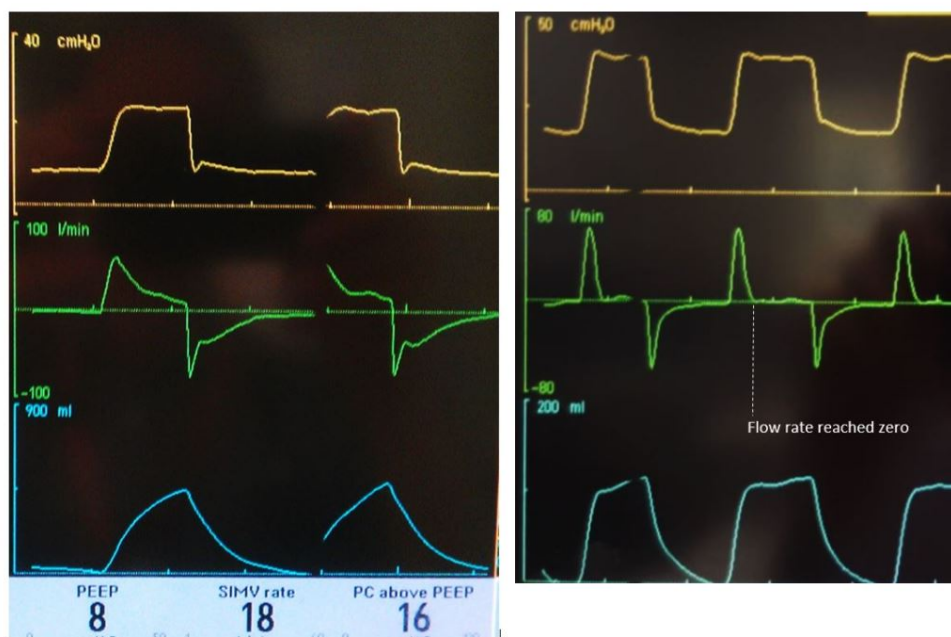 40 cmH₂O
100 l/min
-100
900 ml
PEEP
8
SIMV rate
18
PC above PEEP
16
50 cmH₂O
80 l/min
-80
Flow rate reached zero
200 ml